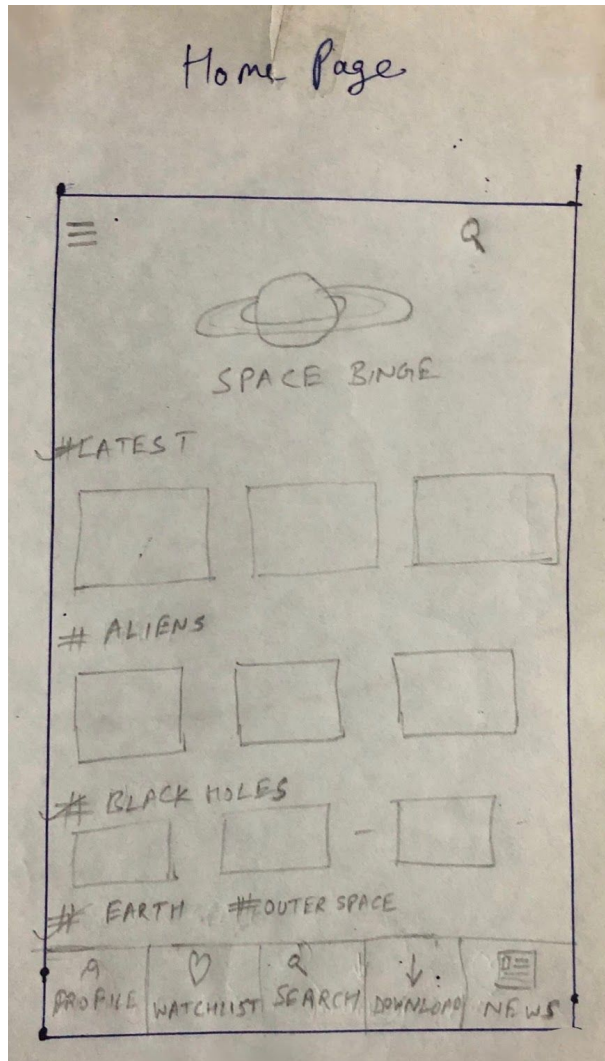 Home Page
SPACE BINGE
#LATEST
# ALIENS
# BLACK HOLES
# EARTH #OUTER SPACE
PROFILE WATCHLIST SEARCH DOWNLOAD NEWS